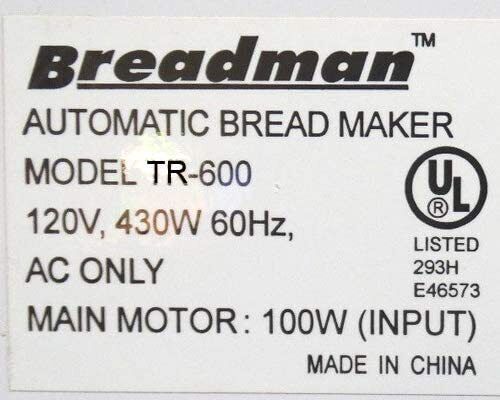 Breadman™
AUTOMATIC BREAD MAKER
MODEL TR-600
120V, 430W 60Hz,
AC ONLY
MAIN MOTOR: 100W (INPUT)
UL ®
LISTED
293H
E46573
MADE IN CHINA